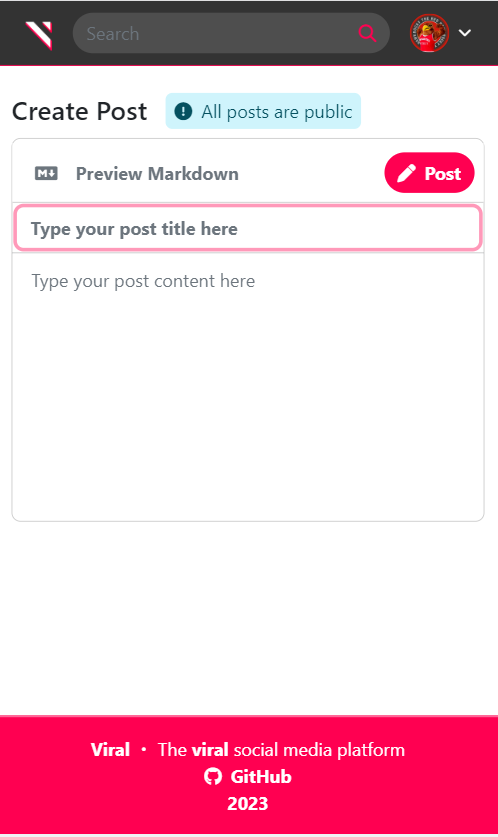 Search
Create Post
All posts are public
M Preview Markdown
Post
Type your post title here
Type your post content here
Viral · The viral social media platform
GitHub
2023